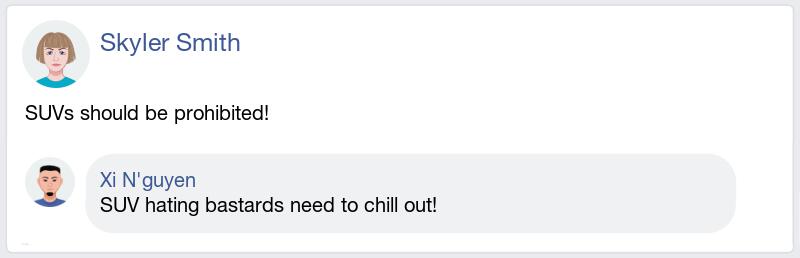 Skyler Smith
SUVs should be prohibited!
Xi N'guyen
SUV hating bastards need to chill out!